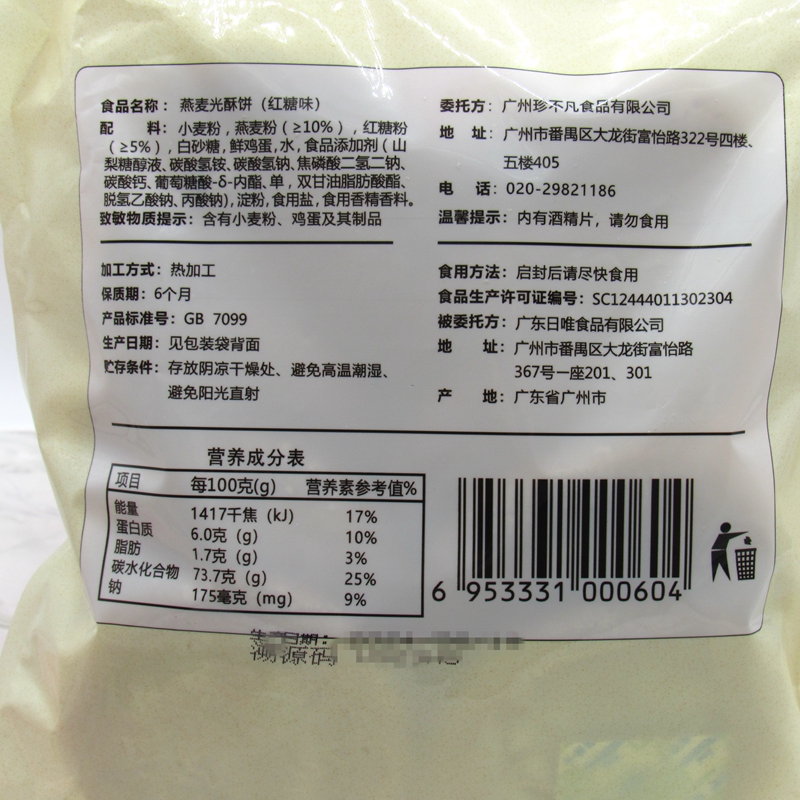 食品名称：燕麦光酥饼（红糖味）
配　　料：小麦粉，燕麦粉（≥10%），红糖粉
（≥5%），白砂糖，鲜鸡蛋，水，食品添加剂（山
梨糖醇液、碳酸氢铵、碳酸氢钠、焦磷酸二氢二钠、
碳酸钙、葡萄糖酸-δ-内酯、单，双甘油脂肪酸酯、
脱氢乙酸钠、丙酸钠），淀粉，食用盐，食用香精香料。
致敏物质提示：含有小麦粉、鸡蛋及其制品
加工方式：热加工
保质期：6个月
产品标准号：GB 7099
生产日期：见包装袋背面
贮存条件：存放阴凉干燥处、避免高温潮湿、
避免阳光直射
委托方：广州珍不凡食品有限公司
地　址：广州市番禺区大龙街富怡路322号四楼、
五楼405
电　话：020-29821186
温馨提示：内有酒精片，请勿食用
食用方法：启封后请尽快食用
食品生产许可证编号：SC12444011302304
被委托方：广东日唯食品有限公司
地　　址：广州市番禺区大龙街富怡路
367号一座201、301
产　　地：广东省广州市
营养成分表
项目 每100克(g) 营养素参考值%
能量 1417千焦（kJ） 17%
蛋白质 6.0克（g） 10%
脂肪 1.7克（g） 3%
碳水化合物 73.7克（g） 25%
钠 175毫克（mg） 9%
6 953331 000604
生产日期：
溯源码